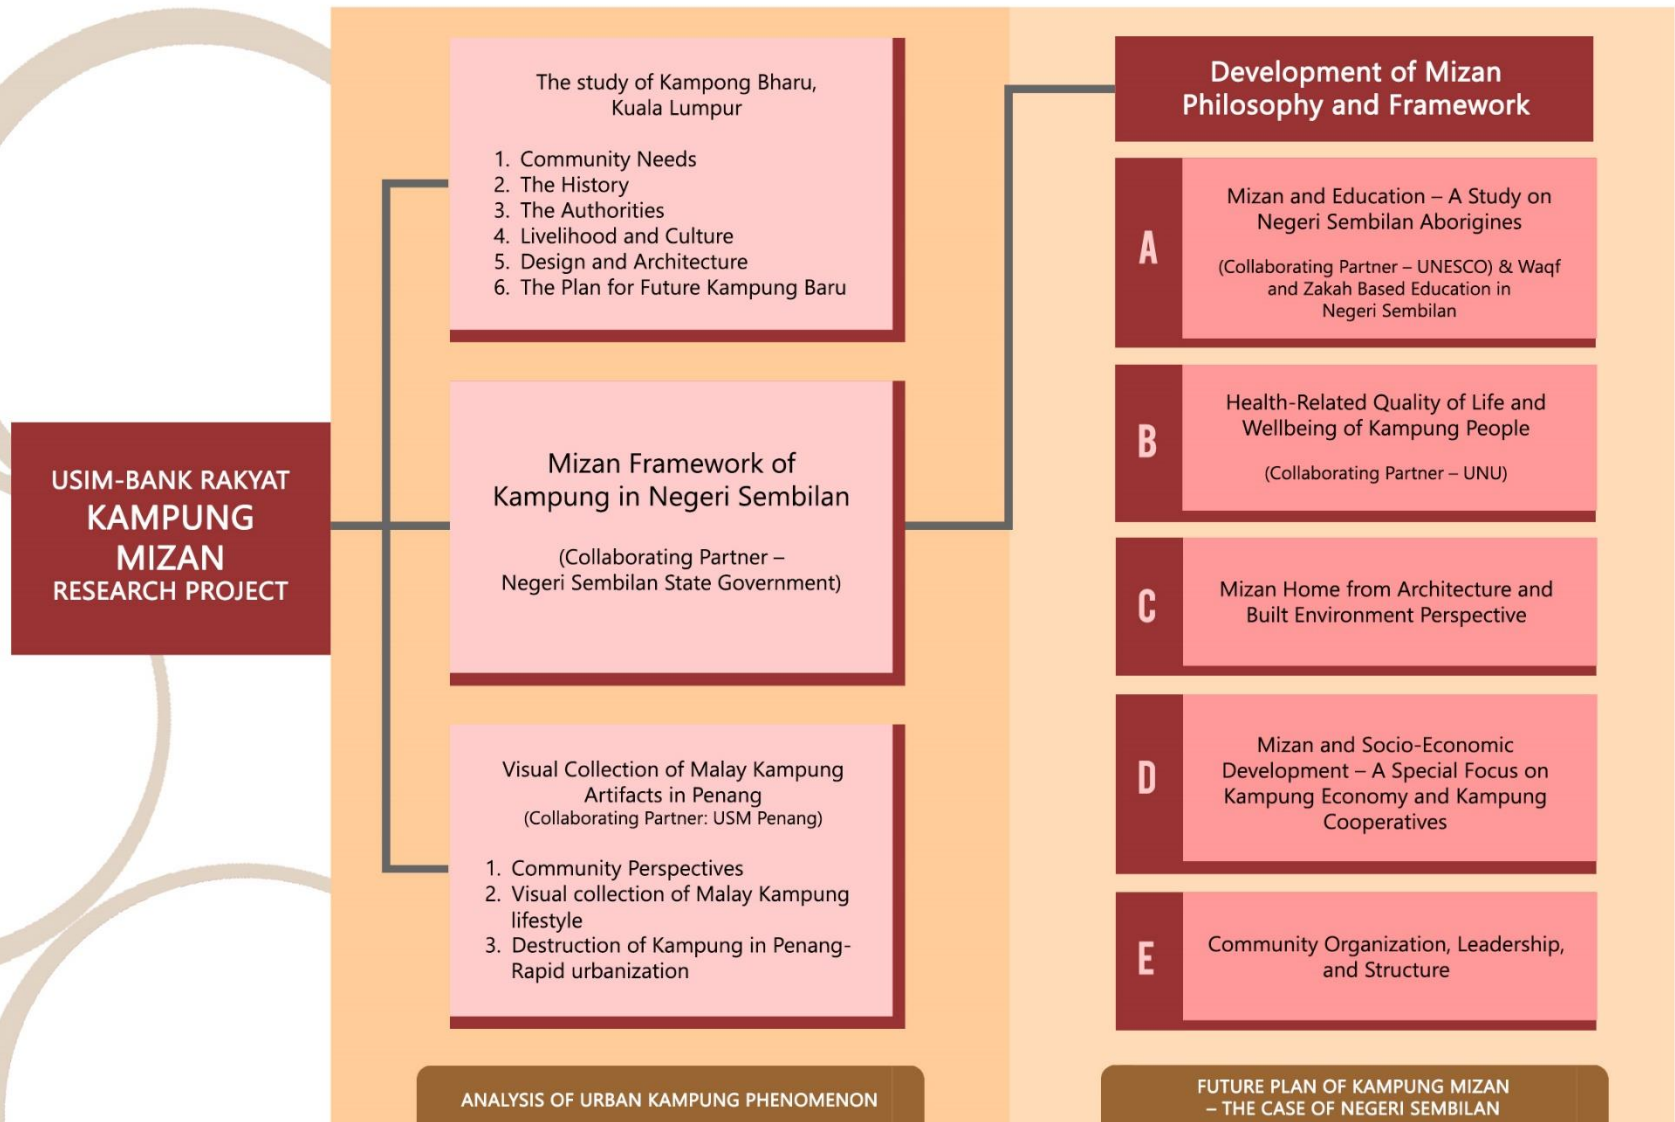 USIM-BANK RAKYAT
KAMPUNG
MIZAN
RESEARCH PROJECT
The study of Kampong Bharu,
Kuala Lumpur
1. Community Needs
2. The History
3. The Authorities
4. Livelihood and Culture
5. Design and Architecture
6. The Plan for Future Kampung Baru
Mizan Framework of
Kampung in Negeri Sembilan
(Collaborating Partner –
Negeri Sembilan State Government)
Visual Collection of Malay Kampung
Artifacts in Penang
(Collaborating Partner: USM Penang)
1. Community Perspectives
2. Visual collection of Malay Kampung
lifestyle
3. Destruction of Kampung in Penang-
Rapid urbanization
ANALYSIS OF URBAN KAMPUNG PHENOMENON
Development of Mizan
Philosophy and Framework
A
Mizan and Education – A Study on
Negeri Sembilan Aborigines
(Collaborating Partner – UNESCO) & Waqf
and Zakah Based Education in
Negeri Sembilan
B
Health-Related Quality of Life and
Wellbeing of Kampung People
(Collaborating Partner – UNU)
C
Mizan Home from Architecture and
Built Environment Perspective
D
Mizan and Socio-Economic
Development – A Special Focus on
Kampung Economy and Kampung
Cooperatives
E
Community Organization, Leadership,
and Structure
FUTURE PLAN OF KAMPUNG MIZAN
– THE CASE OF NEGERI SEMBILAN